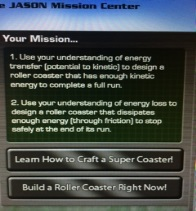 e JASON Mission Center
Your Mission...
1. Use your understanding of energy
transfer [potential to kinetic] to design a
roller coaster that has enough kinetic
energy to complete a full run.
2. Use your understanding of energy loss to
design a roller coaster that dissipates
enough energy [through friction] to stop
safely at the end of its run.
Learn How to Craft a Super Coaster!
Build a Roller Coaster Right Now!